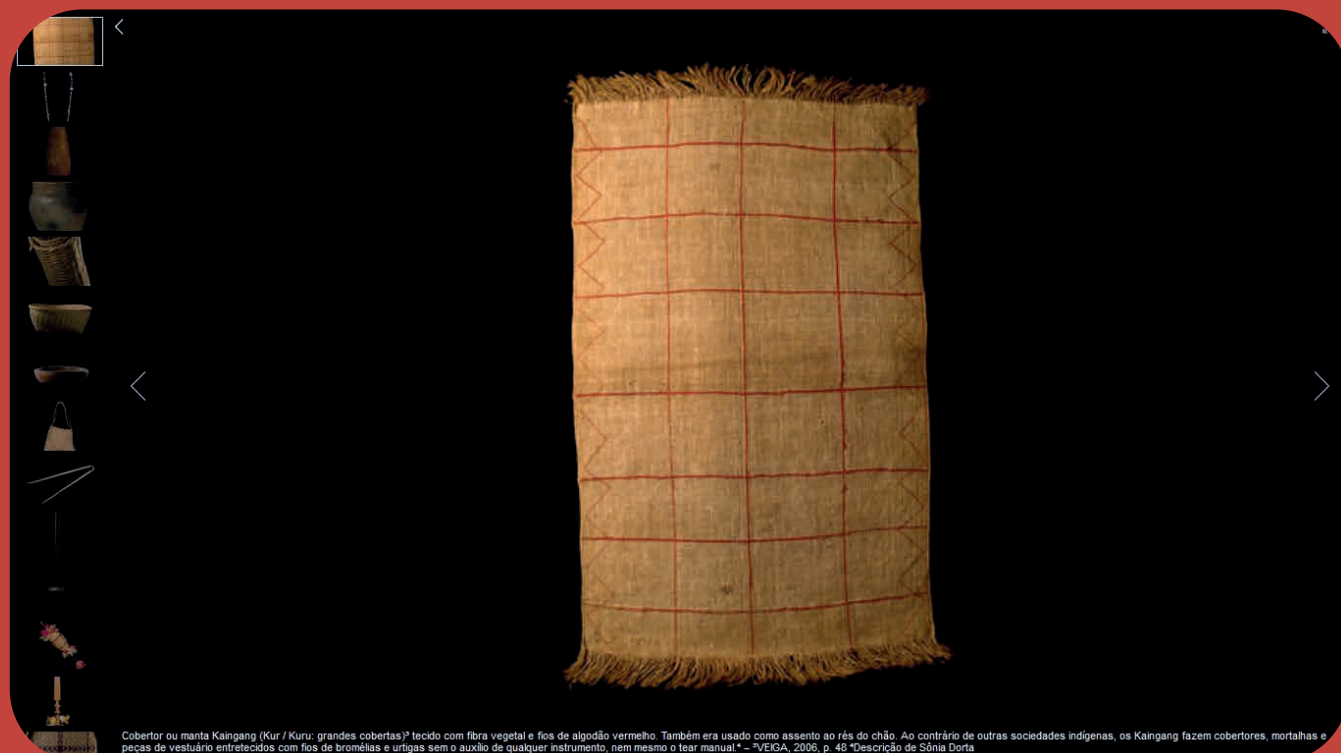 Cobertor ou manta Kaingang (Kur / Kuru: grandes cobertas)³ tecido com fibra vegetal e fios de algodão vermelho. Também era usado como assento ao rés do chão. Ao contrário de outras sociedades indígenas, os Kaingang fazem cobertores, mortalhas e
peças de vestuário entretecidos com fios de bromélias e urtigas sem o auxílio de qualquer instrumento, nem mesmo o tear manual.⁴ – ³VEIGA, 2006, p. 48 ⁴Descrição de Sônia Dorta